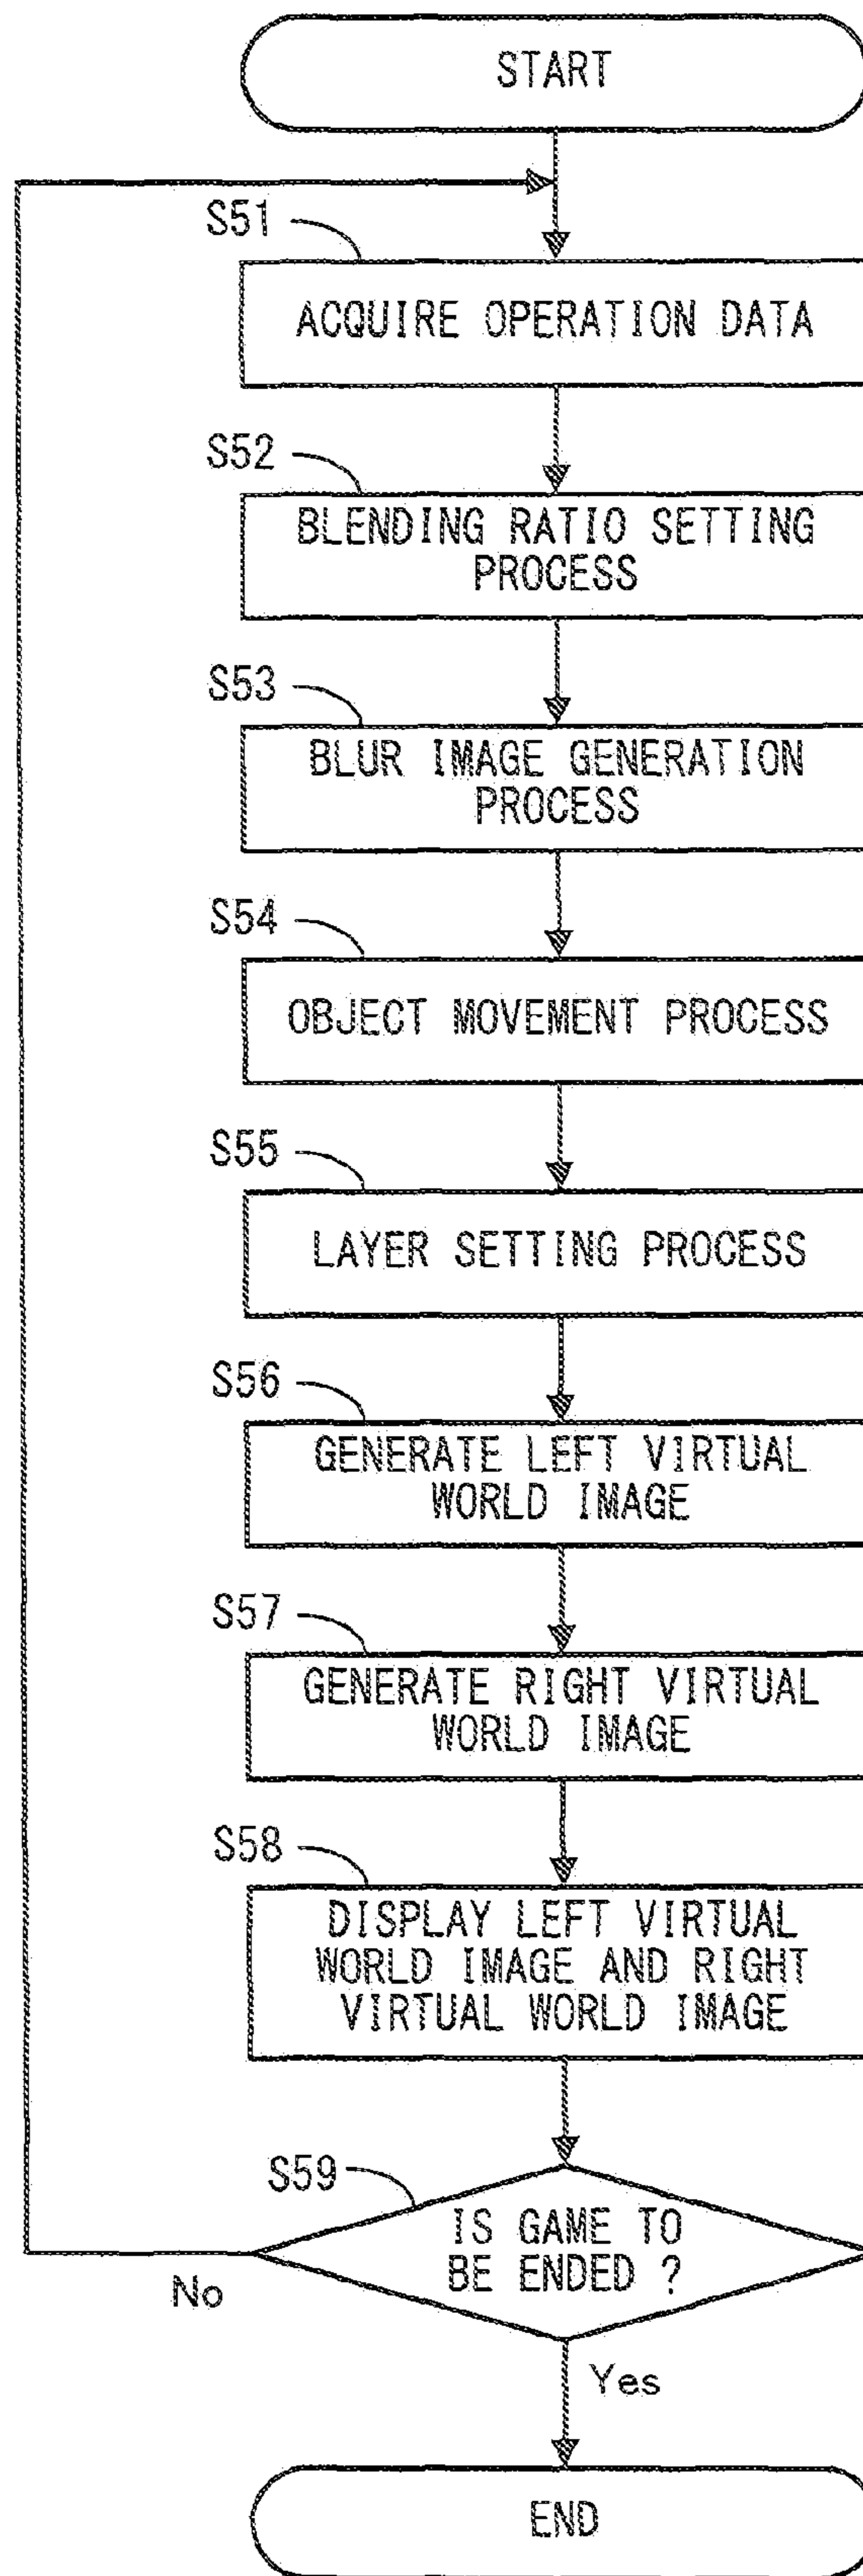 START
S51
ACQUIRE OPERATION DATA
S52
BLENDING RATIO SETTING
PROCESS
S53
BLUR IMAGE GENERATION
PROCESS
S54
OBJECT MOVEMENT PROCESS
S55
LAYER SETTING PROCESS
S56
GENERATE LEFT VIRTUAL
WORLD IMAGE
S57
GENERATE RIGHT VIRTUAL
WORLD IMAGE
S58
DISPLAY LEFT VIRTUAL
WORLD IMAGE AND RIGHT
VIRTUAL WORLD IMAGE
S59
IS GAME TO
BE ENDED ?
No
Yes
END